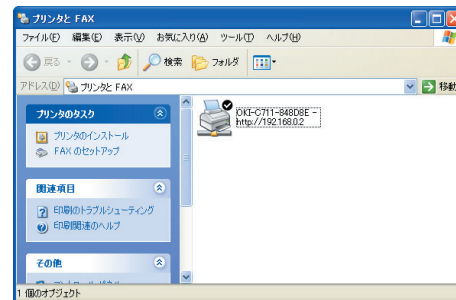 プリンタと FAX
ファイル(F) 編集(E) 表示(V) お気に入り(A) ツール(T) ヘルプ(H)
戻る 検索 フォルダ
アドレス(D) プリンタと FAX 移動
プリンタのタスク
プリンタのインストール
FAX のセットアップ
関連項目
印刷のトラブルシューティング
印刷関連のヘルプ
その他
OKI-C711-848D8E -
http://192.168.0.2
1 個のオブジェクト